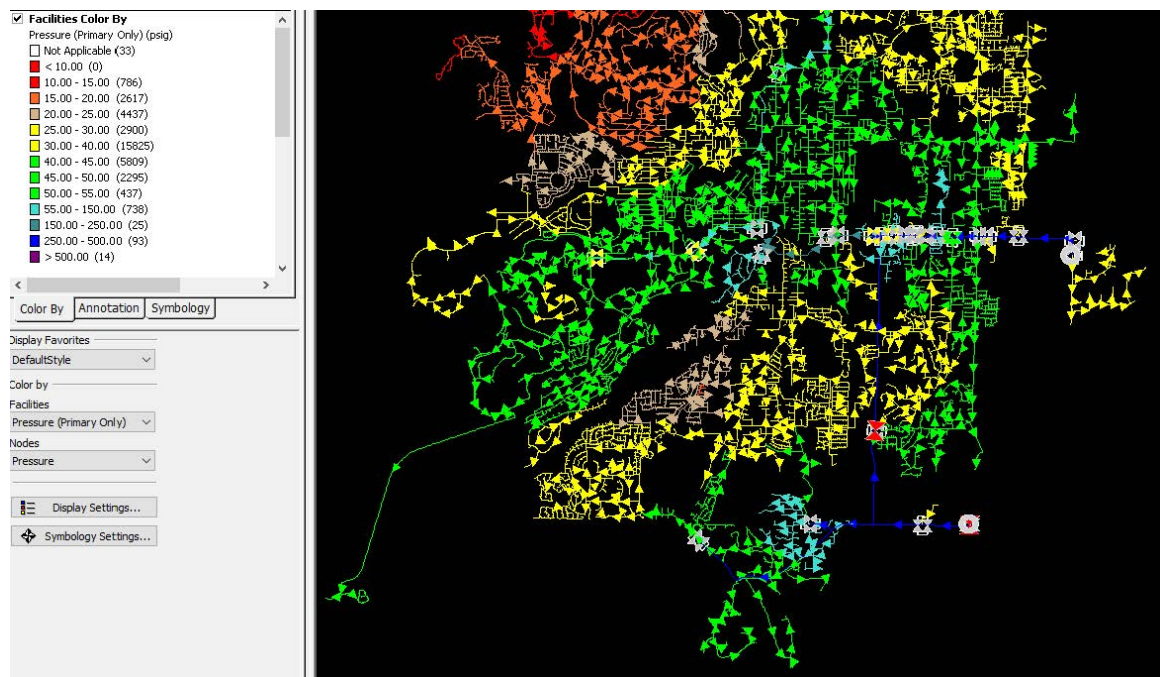 Facilities Color By
Pressure (Primary Only) (psig)
Not Applicable (33)
< 10.00 (0)
10.00 - 15.00 (786)
15.00 - 20.00 (2617)
20.00 - 25.00 (4437)
25.00 - 30.00 (2900)
30.00 - 40.00 (15825)
40.00 - 45.00 (5809)
45.00 - 50.00 (2295)
50.00 - 55.00 (437)
55.00 - 150.00 (738)
150.00 - 250.00 (25)
250.00 - 500.00 (93)
> 500.00 (14)
Color By Annotation Symbology
Display Favorites
DefaultStyle
Color by
Facilities
Pressure (Primary Only)
Nodes
Pressure
Display Settings...
Symbology Settings...